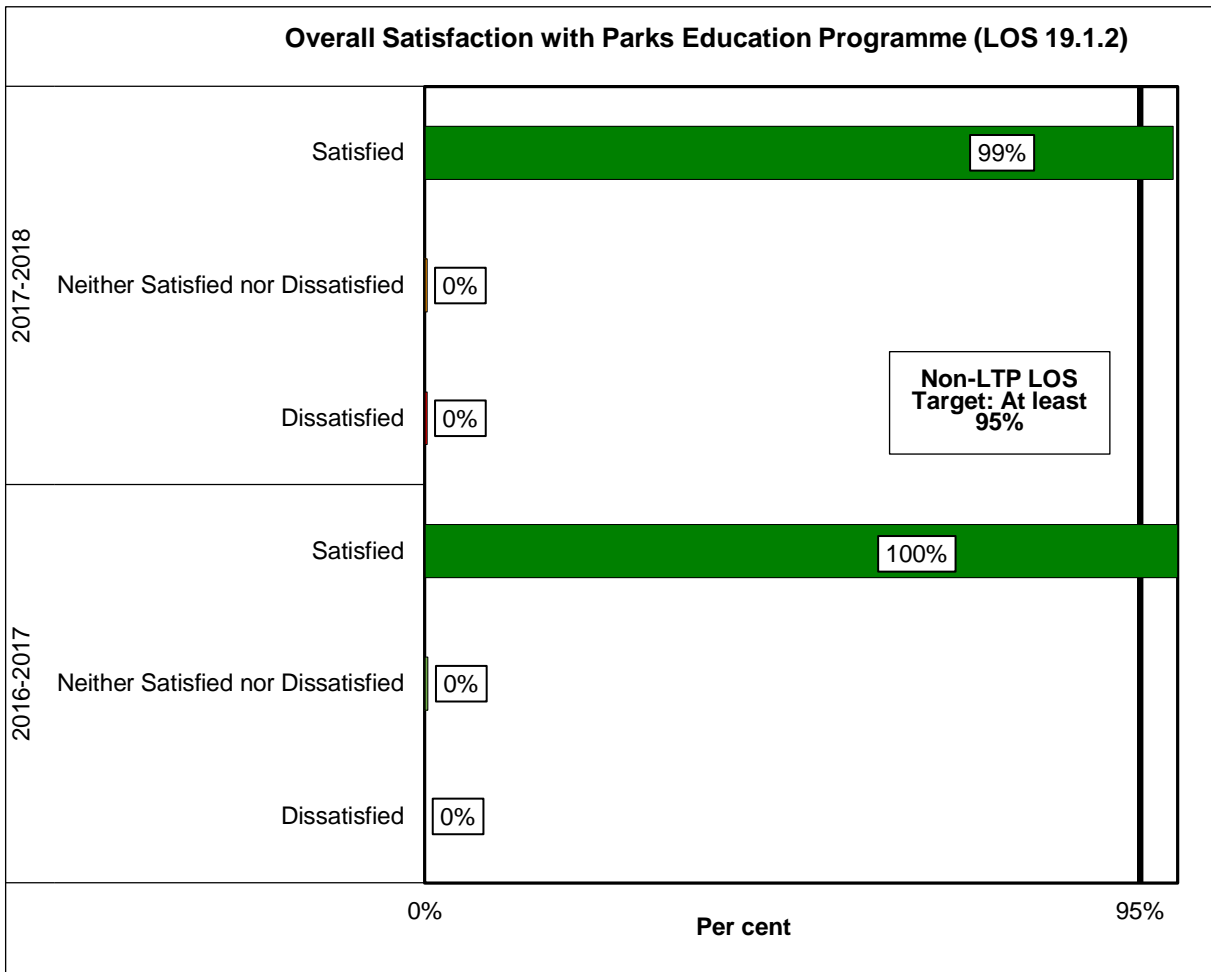 Overall Satisfaction with Parks Education Programme (LOS 19.1.2)
2017-2018
Satisfied
99%
Neither Satisfied nor Dissatisfied
0%
Dissatisfied
0%
Non-LTP LOS
Target: At least
95%
2016-2017
Satisfied
100%
Neither Satisfied nor Dissatisfied
0%
Dissatisfied
0%
0%
95%
Per cent